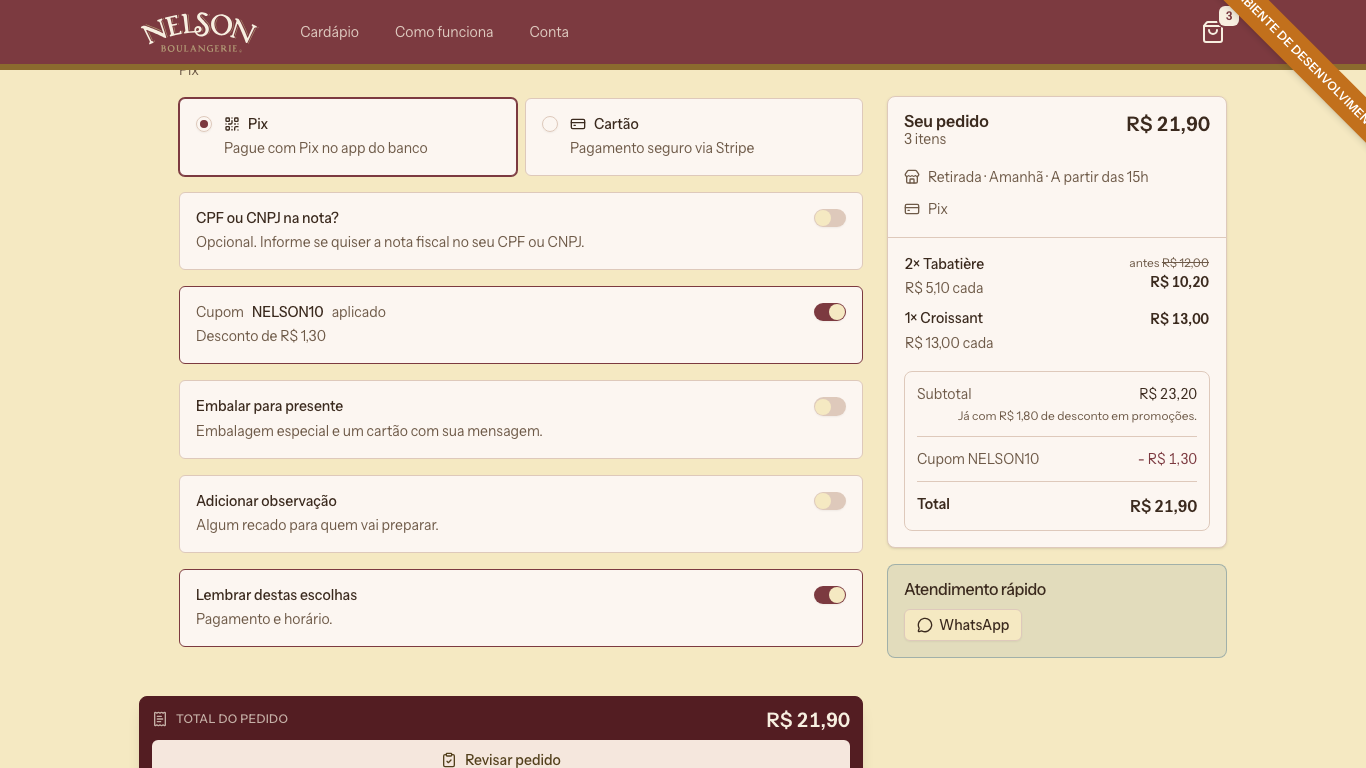 NELSON
BOULANGERIE.
Cardápio
Como funciona
Conta
3
BIENTE DE DESENVOLVIMEN
Pix
Pix
Pague com Pix no app do banco
Cartão
Pagamento seguro via Stripe
CPF ou CNPJ na nota?
Opcional. Informe se quiser a nota fiscal no seu CPF ou CNPJ.
Cupom NELSON10 aplicado
Desconto de R$ 1,30
Embalar para presente
Embalagem especial e um cartão com sua mensagem.
Adicionar observação
Algum recado para quem vai preparar.
Lembrar destas escolhas
Pagamento e horário.
TOTAL DO PEDIDO R$ 21,90
Revisar pedido
Seu pedido R$ 21,90
3 itens
Retirada · Amanhã · A partir das 15h
Pix
2× Tabatière antes R$ 12,00
R$ 10,20
R$ 5,10 cada
1× Croissant R$ 13,00
R$ 13,00 cada
Subtotal R$ 23,20
Já com R$ 1,80 de desconto em promoções.
Cupom NELSON10 - R$ 1,30
Total R$ 21,90
Atendimento rápido
WhatsApp